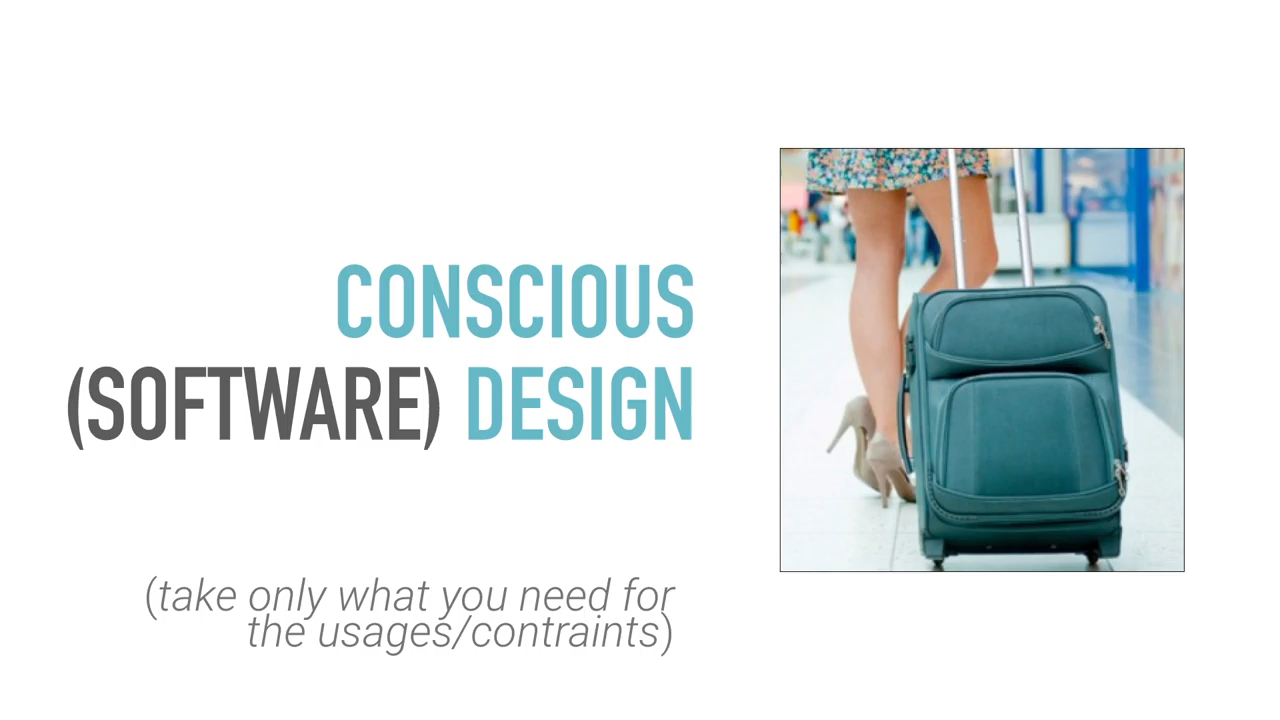 CONSCIOUS
(SOFTWARE) DESIGN
(take only what you need for
the usages/contraints)